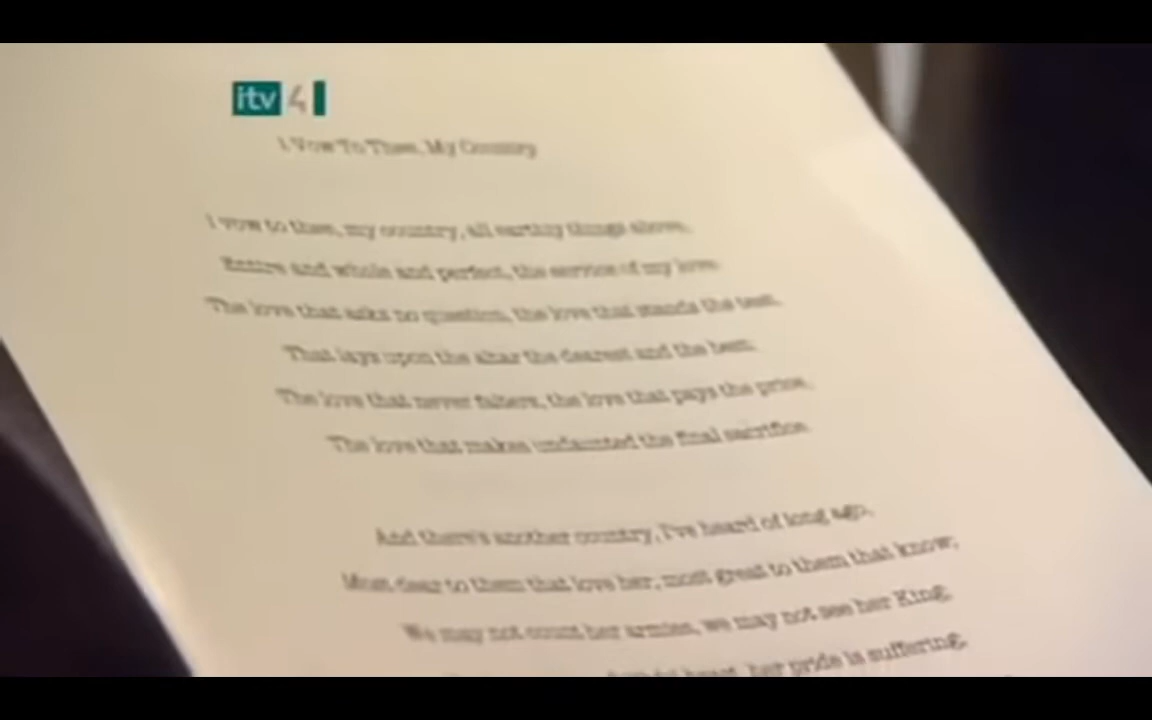 itv 4
I Vow To Thee, My Country
I vow to thee, my country, all earthly things above,
Entire and whole and perfect, the service of my love:
The love that asks no question, the love that stands the test,
That lays upon the altar the dearest and the best;
The love that never falters, the love that pays the price,
The love that makes undaunted the final sacrifice.
And there's another country, I've heard of long ago,
Most dear to them that love her, most great to them that know;
We may not count her armies, we may not see her King;
heart, her pride is suffering;